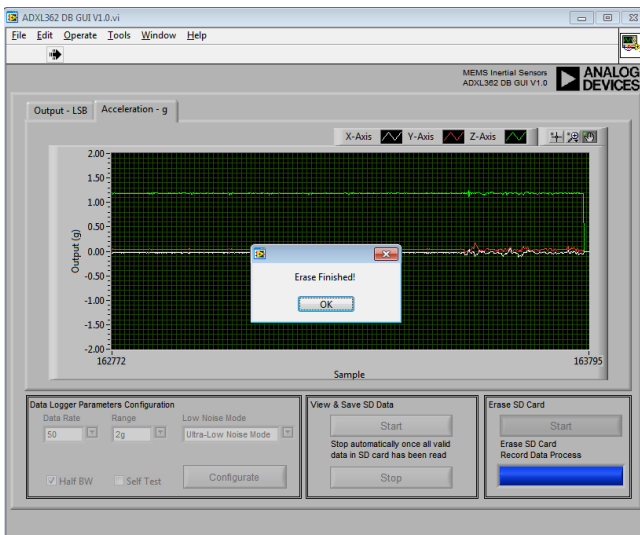 ADXL362 DB GUI V1.0.vi
File Edit Operate Tools Window Help
MEMS Inertial Sensors
ADXL362 DB GUI V1.0
ANALOG
DEVICES
Output - LSB
Acceleration - g
X-Axis
Y-Axis
Z-Axis
2.00
1.50
1.00
0.50
0.00
-0.50
-1.00
-1.50
-2.00
Output (g)
162772
163795
Sample
Erase Finished!
OK
Data Logger Parameters Configuration
Data Rate
Range
Low Noise Mode
50
2g
Ultra-Low Noise Mode
Half BW
Self Test
Configurate
View & Save SD Data
Start
Stop automatically once all valid
data in SD card has been read
Stop
Erase SD Card
Start
Erase SD Card
Record Data Process